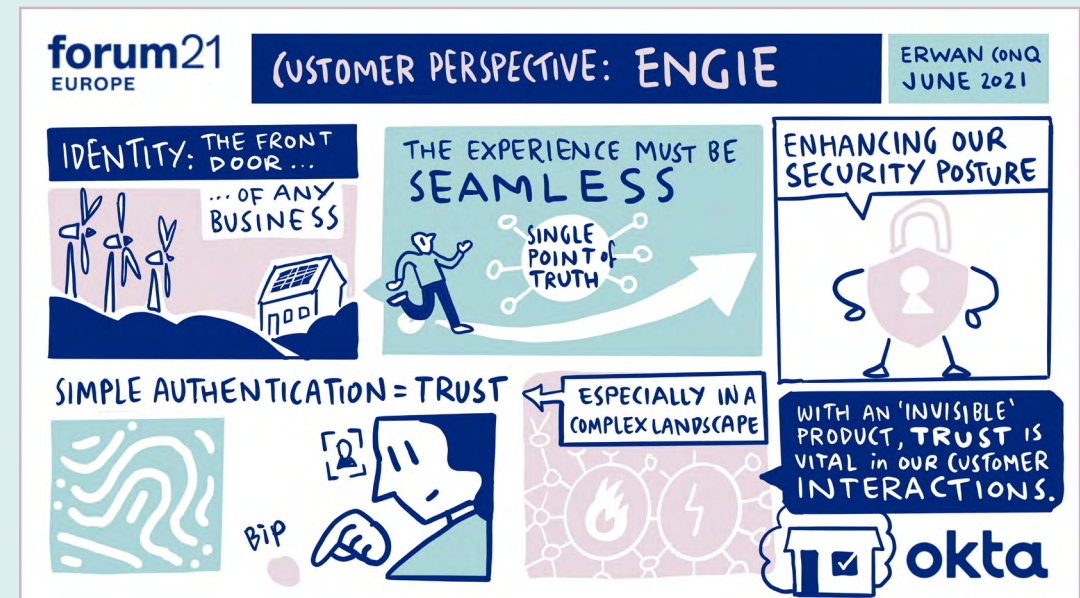 forum21
EUROPE
CUSTOMER PERSPECTIVE: ENGIE
ERWAN CONQ
JUNE 2021
IDENTITY: THE FRONT
DOOR...
...OF ANY
BUSINESS
THE EXPERIENCE MUST BE
SEAMLESS
SINGLE
POINT of
TRUTH
ENHANCING OUR
SECURITY POSTURE
SIMPLE AUTHENTICATION = TRUST
BIP
ESPECIALLY IN A
COMPLEX LANDSCAPE
WITH AN 'INVISIBLE'
PRODUCT, TRUST IS
VITAL in OUR CUSTOMER
INTERACTIONS.
okta